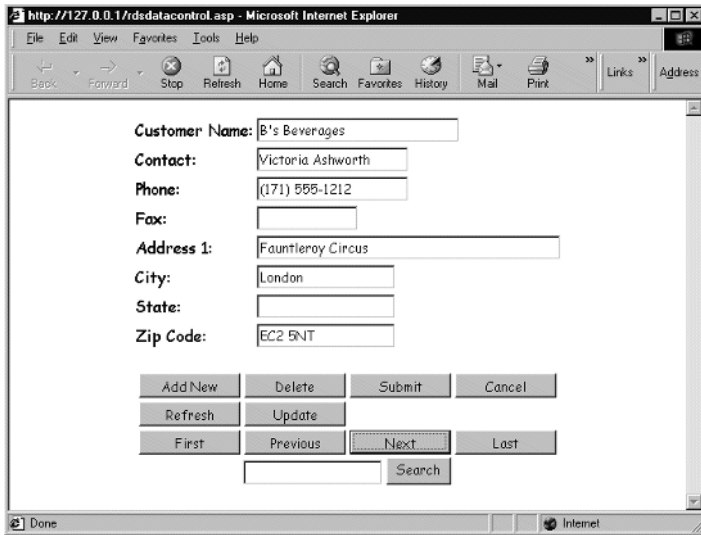 http://127.0.0.1/rdsdatacontrol.asp - Microsoft Internet Explorer
File Edit View Favorites Tools Help
Back Forward Stop Refresh Home Search Favorites History Mail Print » Links » Address
Customer Name: B's Beverages
Contact: Victoria Ashworth
Phone: (171) 555-1212
Fax:
Address 1: Fauntleroy Circus
City: London
State:
Zip Code: EC2 5NT
Add New Delete Submit Cancel
Refresh Update
First Previous Next Last
Search
Done Internet